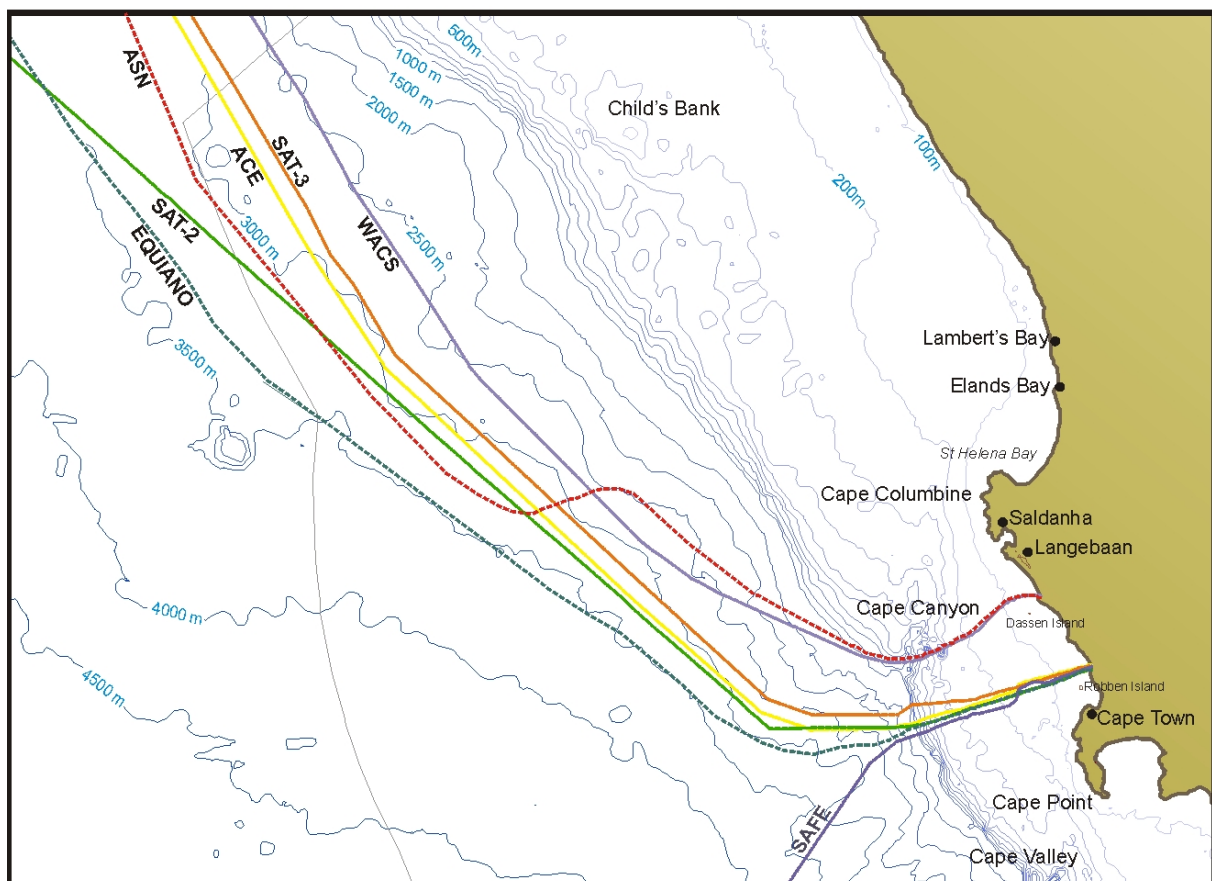 500m
1000 m
1500 m
2000 m
ASN
Child's Bank
100m
200m
SAT-3
ACE
SAT-2
WACS
2500 m
3000 m
EQUIANO
3500 m
Lambert's Bay
Elands Bay
St Helena Bay
Cape Columbine
Saldanha
Langebaan
4000 m
Cape Canyon
Dassen Island
4500 m
Robben Island
Cape Town
SAFE
Cape Point
Cape Valley